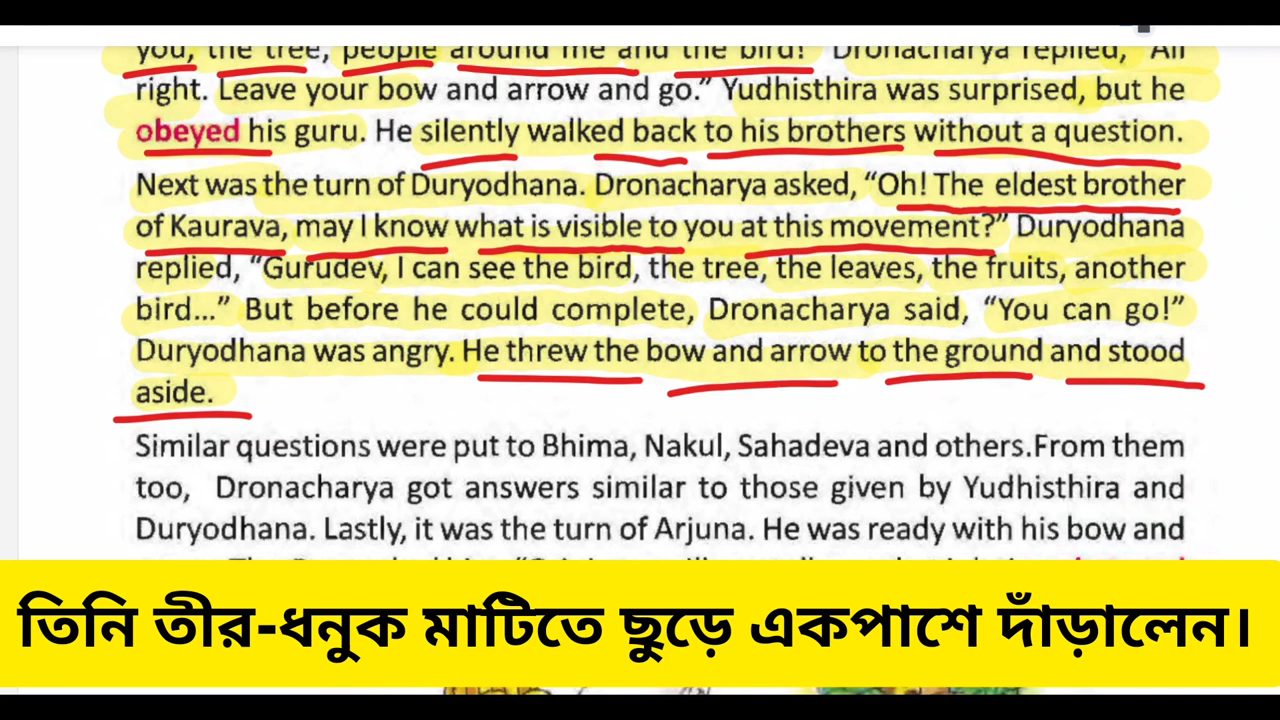 you, the tree, people around me and the bird!" Dronacharya replied, "All
right. Leave your bow and arrow and go." Yudhisthira was surprised, but he
obeyed his guru. He silently walked back to his brothers without a question.
Next was the turn of Duryodhana. Dronacharya asked, "Oh! The eldest brother
of Kaurava, may I know what is visible to you at this movement?" Duryodhana
replied, "Gurudev, I can see the bird, the tree, the leaves, the fruits, another
bird..." But before he could complete, Dronacharya said, "You can go!"
Duryodhana was angry. He threw the bow and arrow to the ground and stood
aside.
Similar questions were put to Bhima, Nakul, Sahadeva and others.From them
too, Dronacharya got answers similar to those given by Yudhisthira and
Duryodhana. Lastly, it was the turn of Arjuna. He was ready with his bow and
তিনি তীর-ধনুক মাটিতে ছুড়ে একপাশে দাঁড়ালেন।